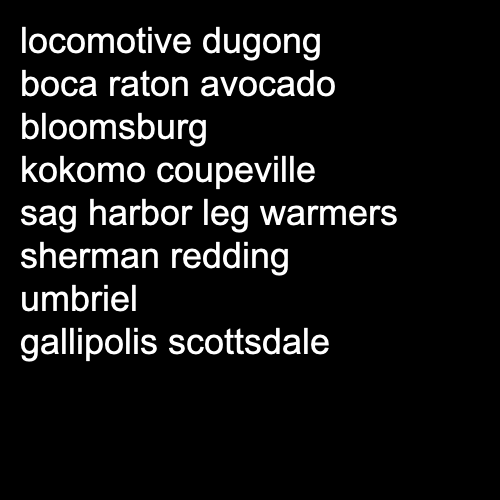 locomotive dugong
boca raton avocado
bloomsburg
kokomo coupeville
sag harbor leg warmers
sherman redding
umbriel
gallipolis scottsdale